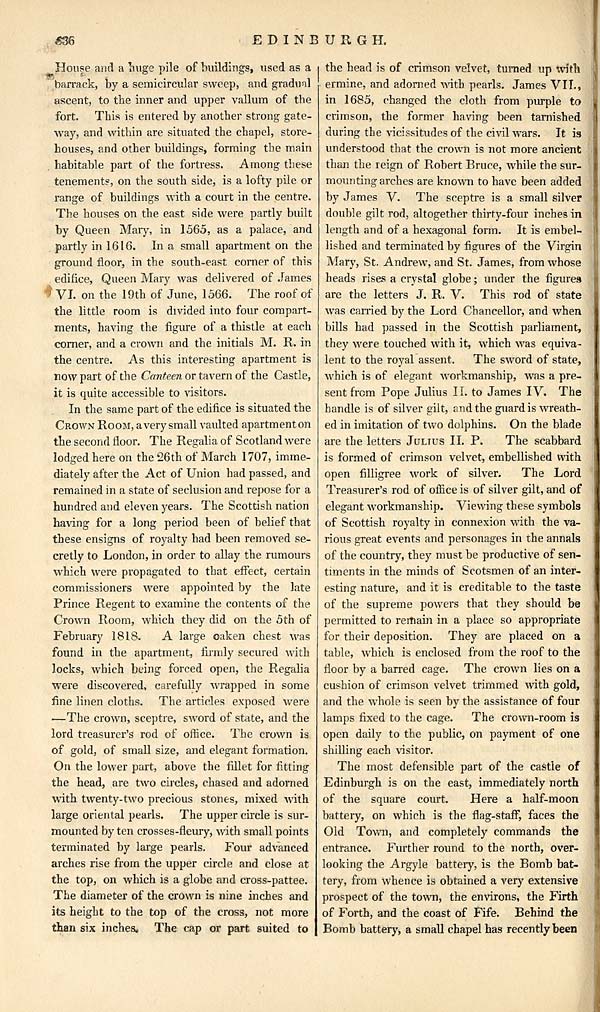 336
EDINBURGH.
House and a huge pile of buildings, used as a
barrack, by a semicircular sweep, and gradual
ascent, to the inner and upper vallum of the
fort. This is entered by another strong gate-
way, and within are situated the chapel, store-
houses, and other buildings, forming the main
habitable part of the fortress. Among these
tenements, on the south side, is a lofty pile or
range of buildings with a court in the centre.
The houses on the east side were partly built
by Queen Mary, in 1565, as a palace, and
partly in 1616. In a small apartment on the
ground floor, in the south-east corner of this
edifice, Queen Mary was delivered of James
VI. on the 19th of June, 1566. The roof of
the little room is divided into four compart-
ments, having the figure of a thistle at each
corner, and a crown and the initials M. R. in
the centre. As this interesting apartment is
now part of the Canteen or tavern of the Castle,
it is quite accessible to visitors.
In the same part of the edifice is situated the
CROWN ROOM, a very small vaulted apartment on
the second floor. The Regalia of Scotland were
lodged here on the 26th of March 1707, imme-
diately after the Act of Union had passed, and
remained in a state of seclusion and repose for a
hundred and eleven years. The Scottish nation
having for a long period been of belief that
these ensigns of royalty had been removed se-
cretly to London, in order to allay the rumours
which were propagated to that effect, certain
commissioners were appointed by the late
Prince Regent to examine the contents of the
Crown Room, which they did on the 5th of
February 1818. A large oaken chest was
found in the apartment, firmly secured with
locks, which being forced open, the Regalia
were discovered, carefully wrapped in some
fine linen cloths. The articles exposed were
—The crown, sceptre, sword of state, and the
lord treasurer's rod of office. The crown is
of gold, of small size, and elegant formation.
On the lower part, above the fillet for fitting
the head, are two circles, chased and adorned
with twenty-two precious stones, mixed with
large oriental pearls. The upper circle is sur-
mounted by ten crosses-fleury, with small points
terminated by large pearls. Four advanced
arches rise from the upper circle and close at
the top, on which is a globe and cross-pattee.
The diameter of the crown is nine inches and
its height to the top of the cross, not more
than six inches. The cap or part suited to
the head is of crimson velvet, turned up with
ermine, and adorned with pearls. James VII.,
in 1685, changed the cloth from purple to
crimson, the former having been tarnished
during the vicissitudes of the civil wars. It is
understood that the crown is not more ancient
than the reign of Robert Bruce, while the sur-
mounting arches are known to have been added
by James V. The sceptre is a small silver
double gilt rod, altogether thirty-four inches in
length and of a hexagonal form. It is embel-
lished and terminated by figures of the Virgin
Mary, St. Andrew, and St. James, from whose
heads rises a crystal globe; under the figures
are the letters J. R. V. This rod of state
was carried by the Lord Chancellor, and when
bills had passed in the Scottish parliament,
they were touched with it, which was equiva-
lent to the royal assent. The sword of state,
which is of elegant workmanship, was a pre-
sent from Pope Julius II. to James IV. The
handle is of silver gilt, and the guard is wreath-
ed in imitation of two dolphins. On the blade
are the letters JULIUS II. P. The scabbard
is formed of crimson velvet, embellished with
open filligree work of silver. The Lord
Treasurer's rod of office is of silver gilt, and of
elegant workmanship. Viewing these symbols
of Scottish royalty in connexion with the va-
rious great events and personages in the annals
of the country, they must be productive of sen-
timents in the minds of Scotsmen of an inter-
esting nature, and it is creditable to the taste
of the supreme powers that they should be
permitted to remain in a place so appropriate
for their deposition. They are placed on a
table, which is enclosed from the roof to the
floor by a barred cage. The crown lies on a
cushion of crimson velvet trimmed with gold,
and the whole is seen by the assistance of four
lamps fixed to the cage. The crown-room is
open daily to the public, on payment of one
shilling each visitor.
The most defensible part of the castle of
Edinburgh is on the east, immediately north
of the square court. Here a half-moon
battery, on which is the flag-staff, faces the
Old Town, and completely commands the
entrance. Further round to the north, over-
looking the Argyle battery, is the Bomb bat-
tery, from whence is obtained a very extensive
prospect of the town, the environs, the Firth
of Forth, and the coast of Fife. Behind the
Bomb battery, a small chapel has recently been